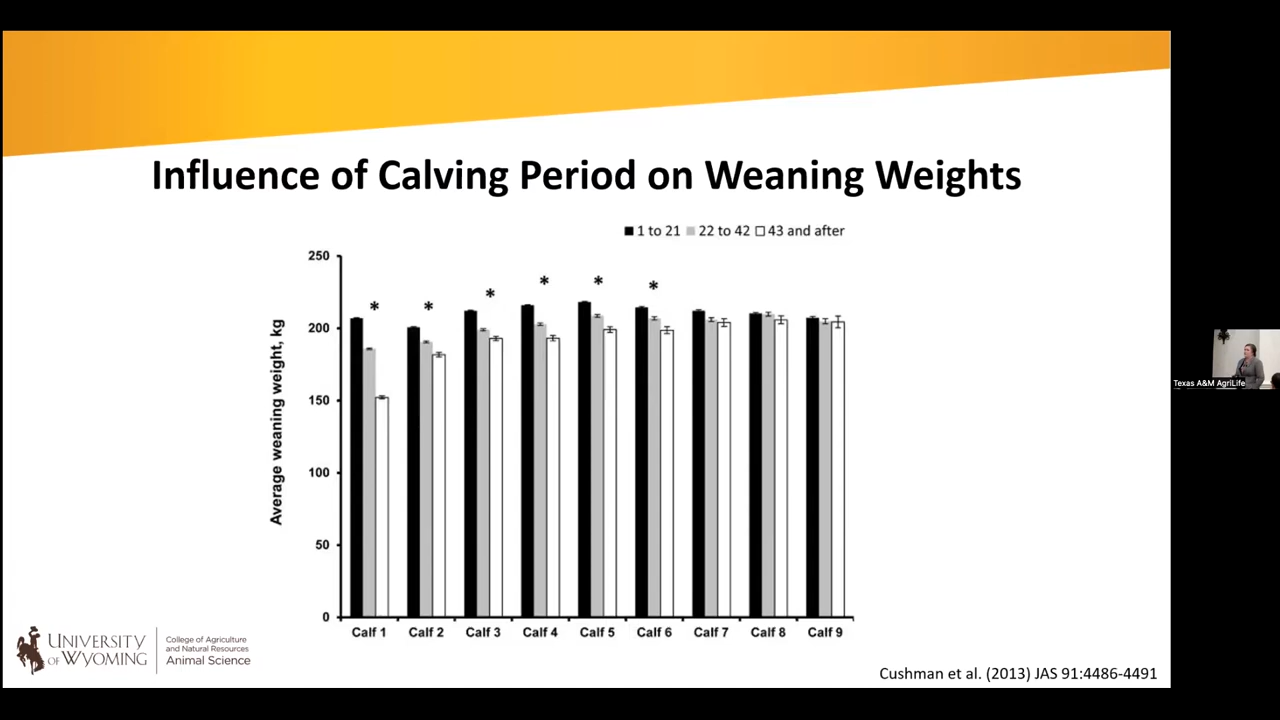 Influence of Calving Period on Weaning Weights
1 to 21 22 to 42 43 and after
Average weaning weight, kg
250
200
150
100
50
0
Calf 1 Calf 2 Calf 3 Calf 4 Calf 5 Calf 6 Calf 7 Calf 8 Calf 9
* * * * * *
UNIVERSITY
OF WYOMING
College of Agriculture
and Natural Resources
Animal Science
Cushman et al. (2013) JAS 91:4486-4491
Texas A&M AgriLife